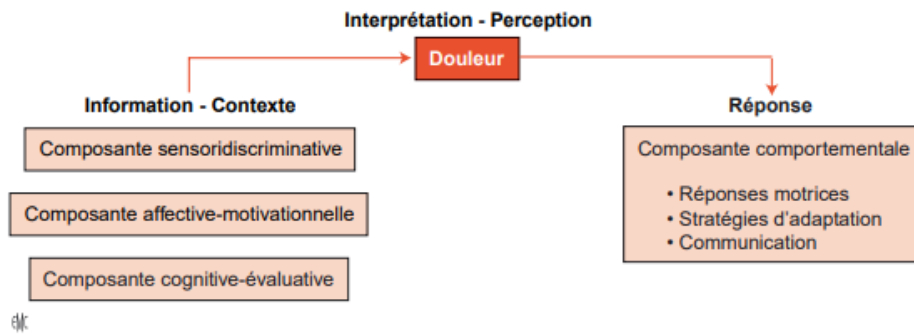 Interprétation - Perception
Douleur
Information - Contexte
Composante sensoridiscriminative
Composante affective-motivationnelle
Composante cognitive-évaluative
Réponse
Composante comportementale
• Réponses motrices
• Stratégies d'adaptation
• Communication
EMC